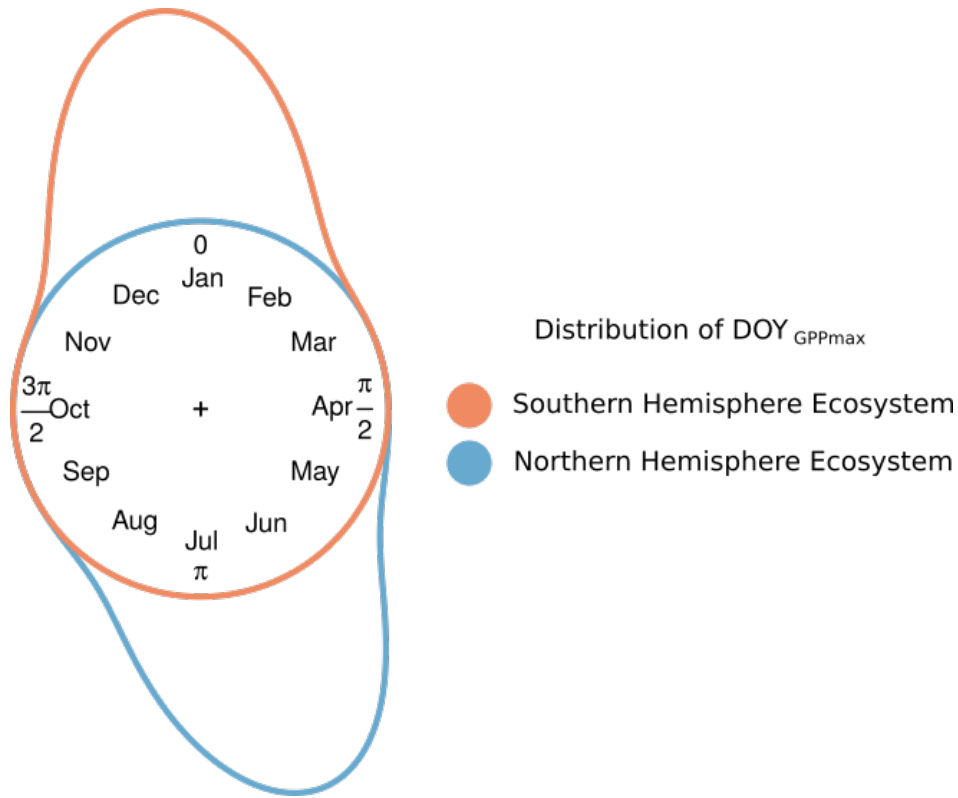 0
Jan
Dec
Feb
Nov
Mar
3π
2
Oct
+
Apr
π
2
Sep
May
Aug
Jun
Jul
π
Distribution of DOY GPPmax
Southern Hemisphere Ecosystem
Northern Hemisphere Ecosystem